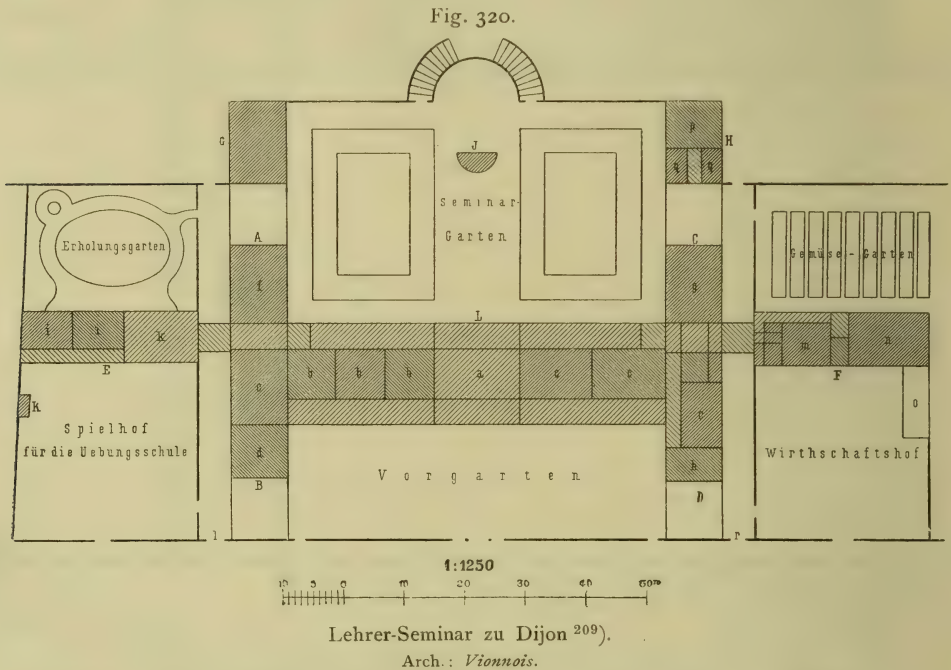 Fig. 320.
J
G
H
p
q q
Seminar-
Garten
Erholungsgarten
A
C
Gemüse-Garten
f
g
L
i i k
E
b b b a c c
m n
F
o
K
Spielhof
für die Uebungsschule
d
B
h
D
Vorgarten
Wirthschaftshof
l
r
1:1250
10 5 0 10 20 30 40 50m
Lehrer-Seminar zu Dijon 209).
Arch.: Vionnois.